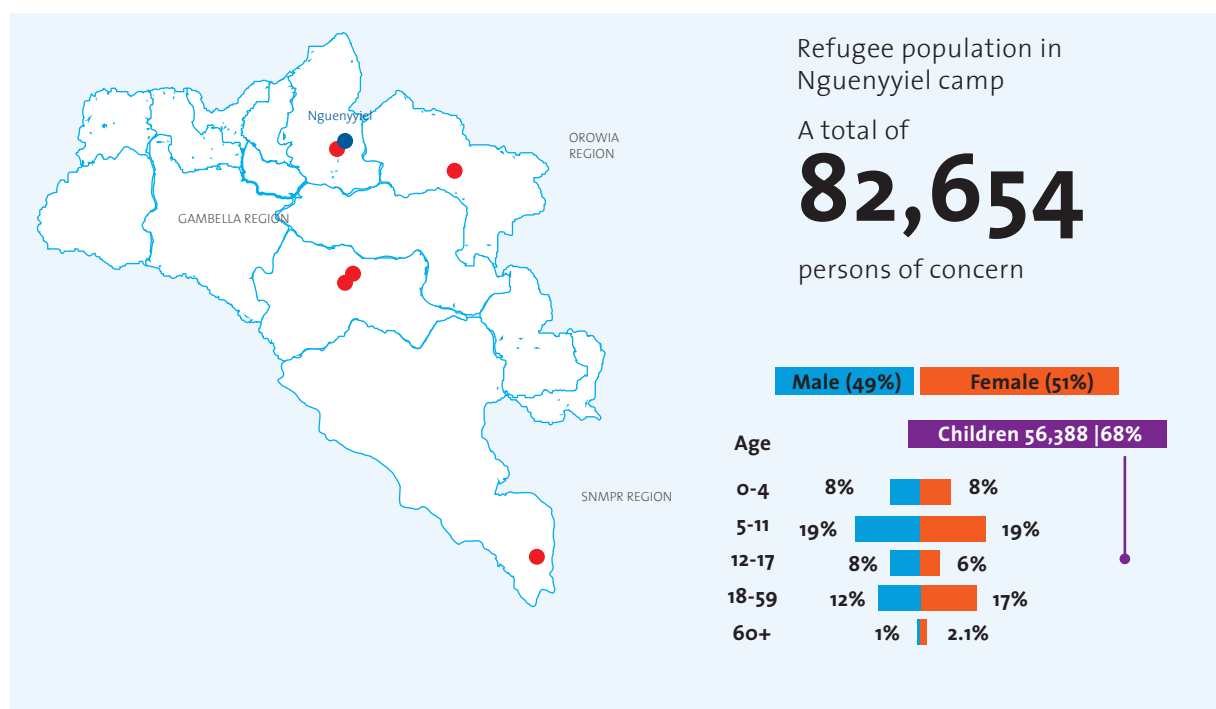 Nguenyyiel
OROWIA
REGION
GAMBELLA REGION
SNMPR REGION
Refugee population in
Nguenyyiel camp
A total of
82,654
persons of concern
Male (49%) Female (51%)
Children 56,388 |68%
Age
0-4 8% 8%
5-11 19% 19%
12-17 8% 6%
18-59 12% 17%
60+ 1% 2.1%